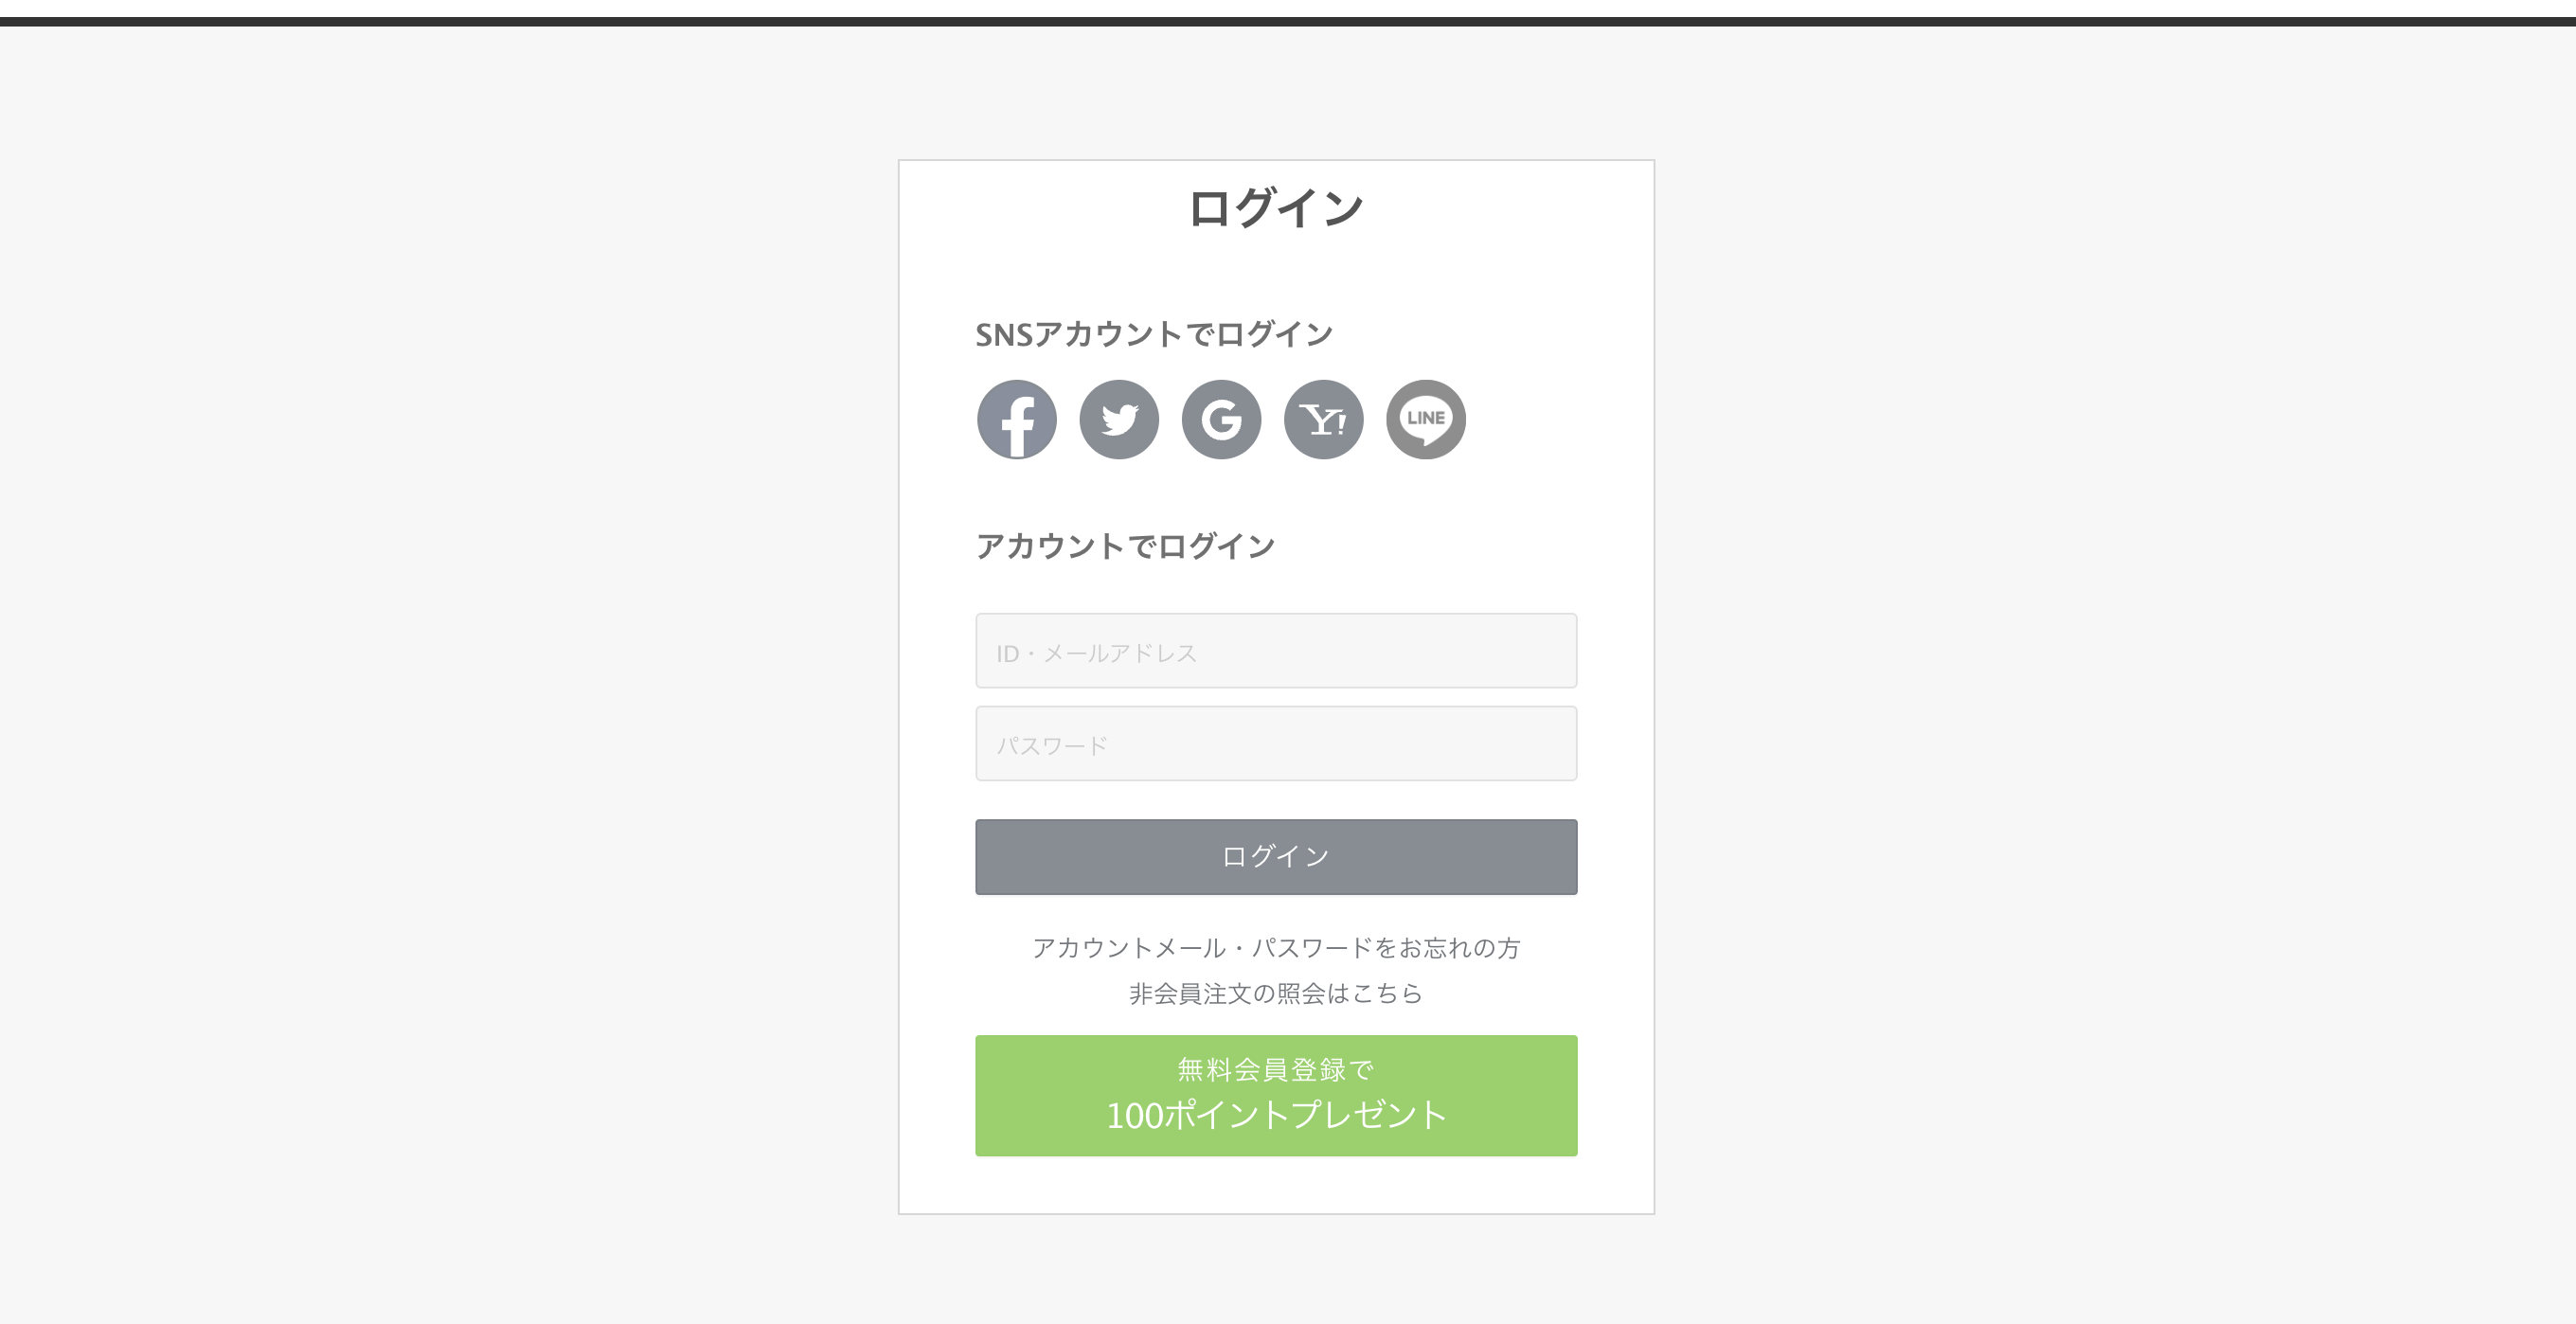 ログイン
SNSアカウントでログイン
f
G
Y!
LINE
アカウントでログイン
ID・メールアドレス
パスワード
ログイン
アカウントメール・パスワードをお忘れの方
非会員注文の照会はこちら
無料会員登録で
100ポイントプレゼント